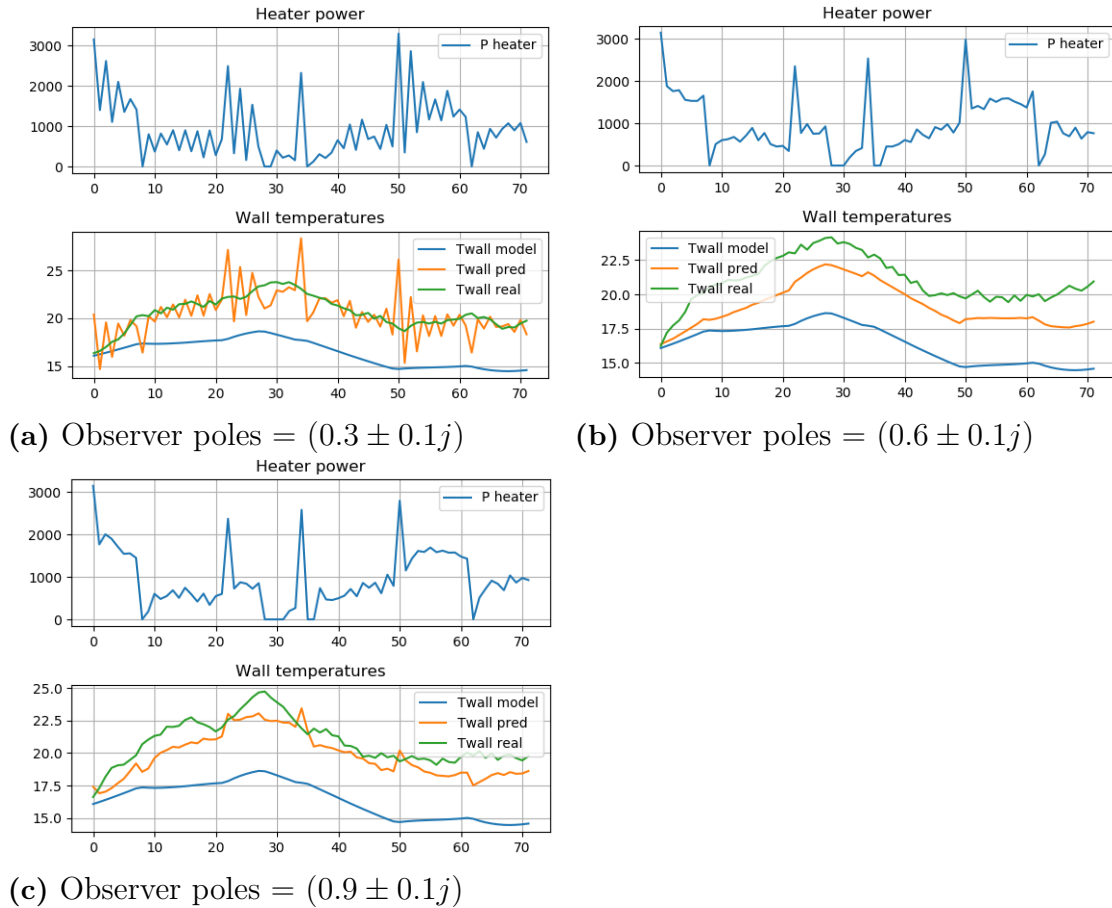 Heater power
P heater
3000
2000
1000
0
0 10 20 30 40 50 60 70
Wall temperatures
Twall model
Twall pred
Twall real
25
20
15
0 10 20 30 40 50 60 70
(a) Observer poles = (0.3 ± 0.1j)
Heater power
P heater
3000
2000
1000
0
0 10 20 30 40 50 60 70
Wall temperatures
Twall model
Twall pred
Twall real
22.5
20.0
17.5
15.0
0 10 20 30 40 50 60 70
(b) Observer poles = (0.6 ± 0.1j)
Heater power
P heater
3000
2000
1000
0
0 10 20 30 40 50 60 70
Wall temperatures
Twall model
Twall pred
Twall real
25.0
22.5
20.0
17.5
15.0
0 10 20 30 40 50 60 70
(c) Observer poles = (0.9 ± 0.1j)